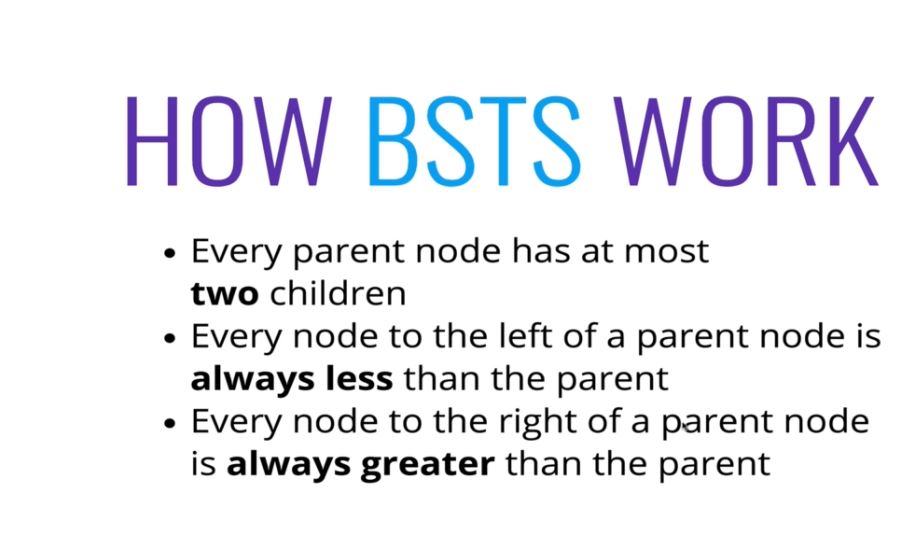 HOW BSTS WORK
• Every parent node has at most
two children
• Every node to the left of a parent node is
always less than the parent
• Every node to the right of a parent node
is always greater than the parent